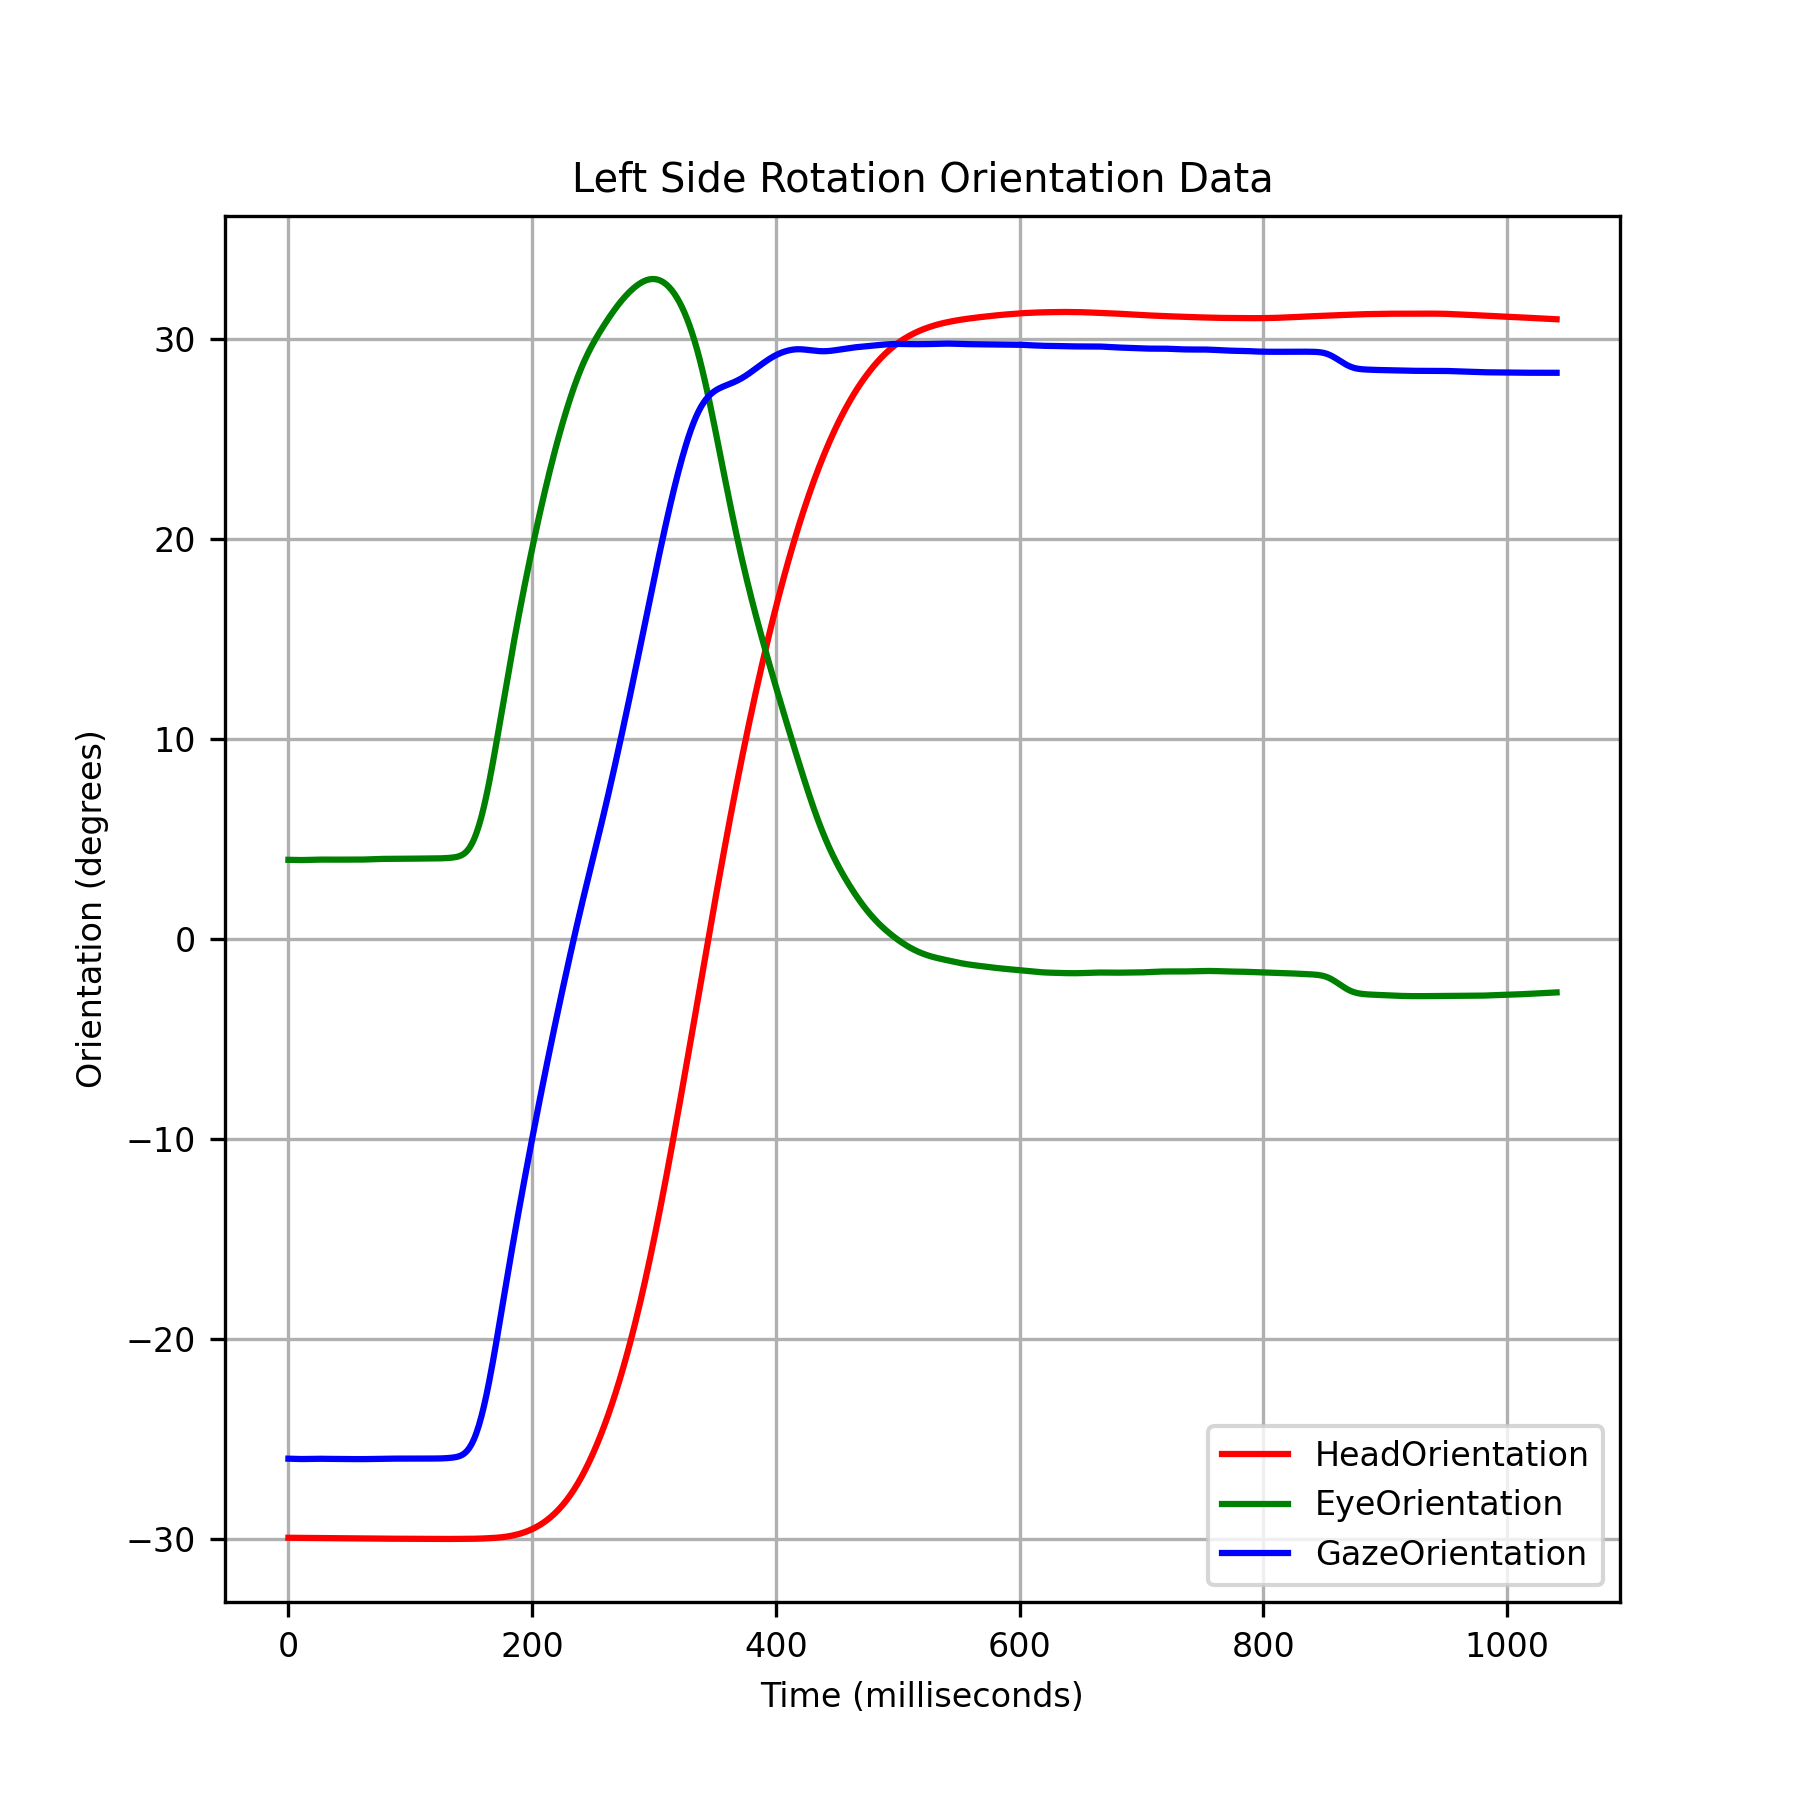 Left Side Rotation Orientation Data
Orientation (degrees)
30
20
10
0
−10
−20
−30
HeadOrientation
EyeOrientation
GazeOrientation
0 200 400 600 800 1000
Time (milliseconds)